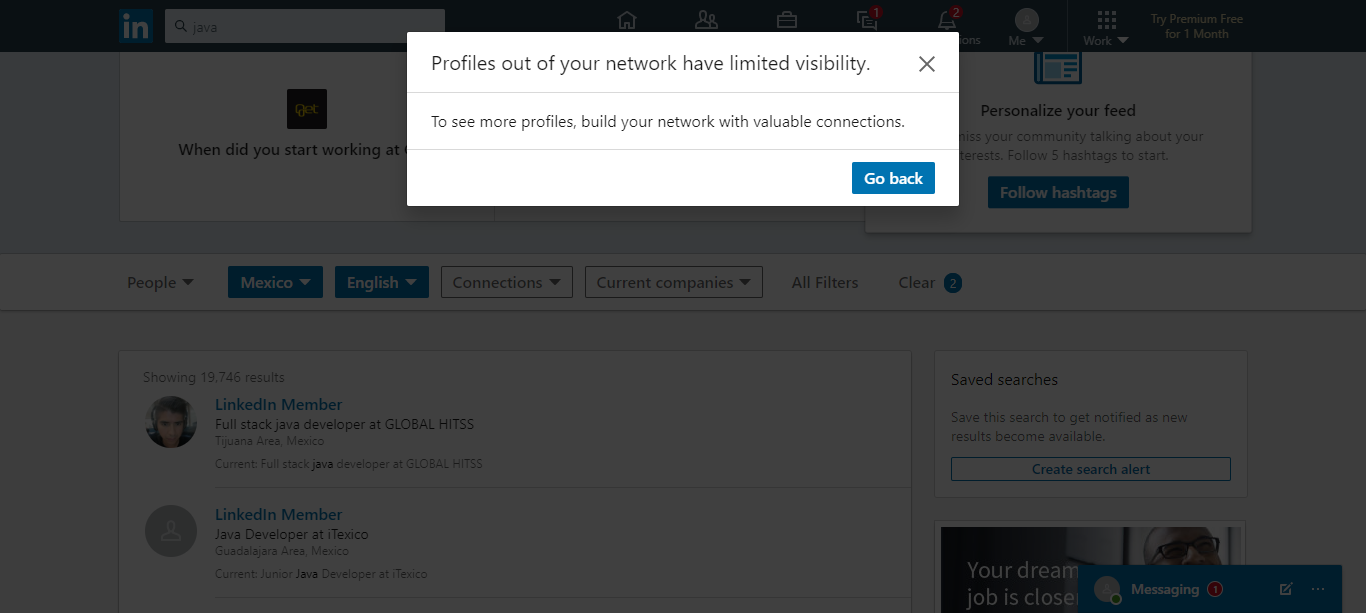 in
java
1
2
ons
Me
Work
Try Premium Free
for 1 Month
Profiles out of your network have limited visibility.
To see more profiles, build your network with valuable connections.
Go back
Qet
When did you start working at
Personalize your feed
miss your community talking about your
terests. Follow 5 hashtags to start.
Follow hashtags
People
Mexico
English
Connections
Current companies
All Filters
Clear 2
Showing 19,746 results
LinkedIn Member
Full stack java developer at GLOBAL HITSS
Tijuana Area, Mexico
Current: Full stack java developer at GLOBAL HITSS
LinkedIn Member
Java Developer at iTexico
Guadalajara Area, Mexico
Current: Junior Java Developer at iTexico
Saved searches
Save this search to get notified as new
results become available.
Create search alert
Your dream
job is close
Messaging 1